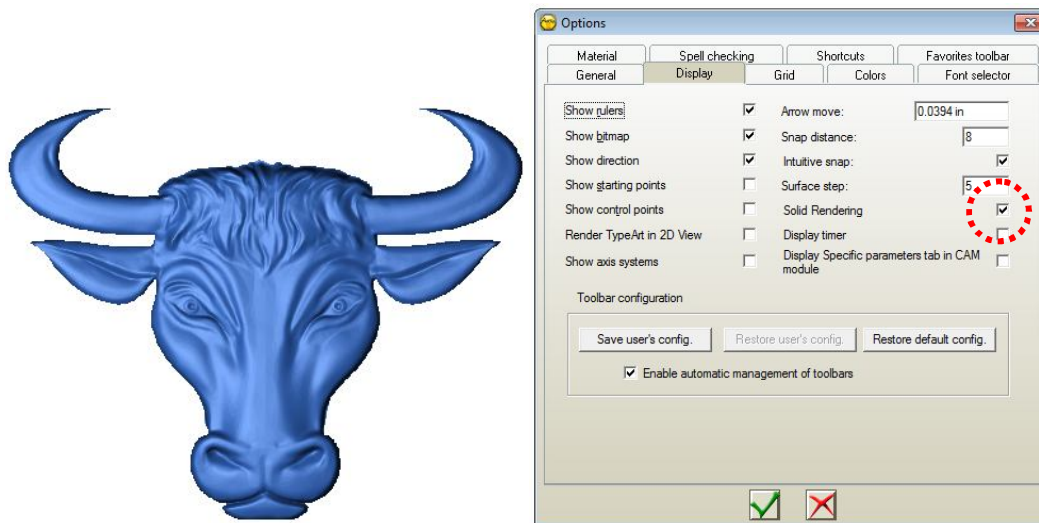 Options
Material Spell checking Shortcuts Favorites toolbar
General Display Grid Colors Font selector
Show rulers Arrow move: 0.0394 in
Show bitmap Snap distance: 8
Show direction Intuitive snap:
Show starting points Surface step: 5
Show control points Solid Rendering
Render TypeArt in 2D View Display timer
Show axis systems Display Specific parameters tab in CAM
module
Toolbar configuration
Save user's config. Restore user's config. Restore default config.
Enable automatic management of toolbars